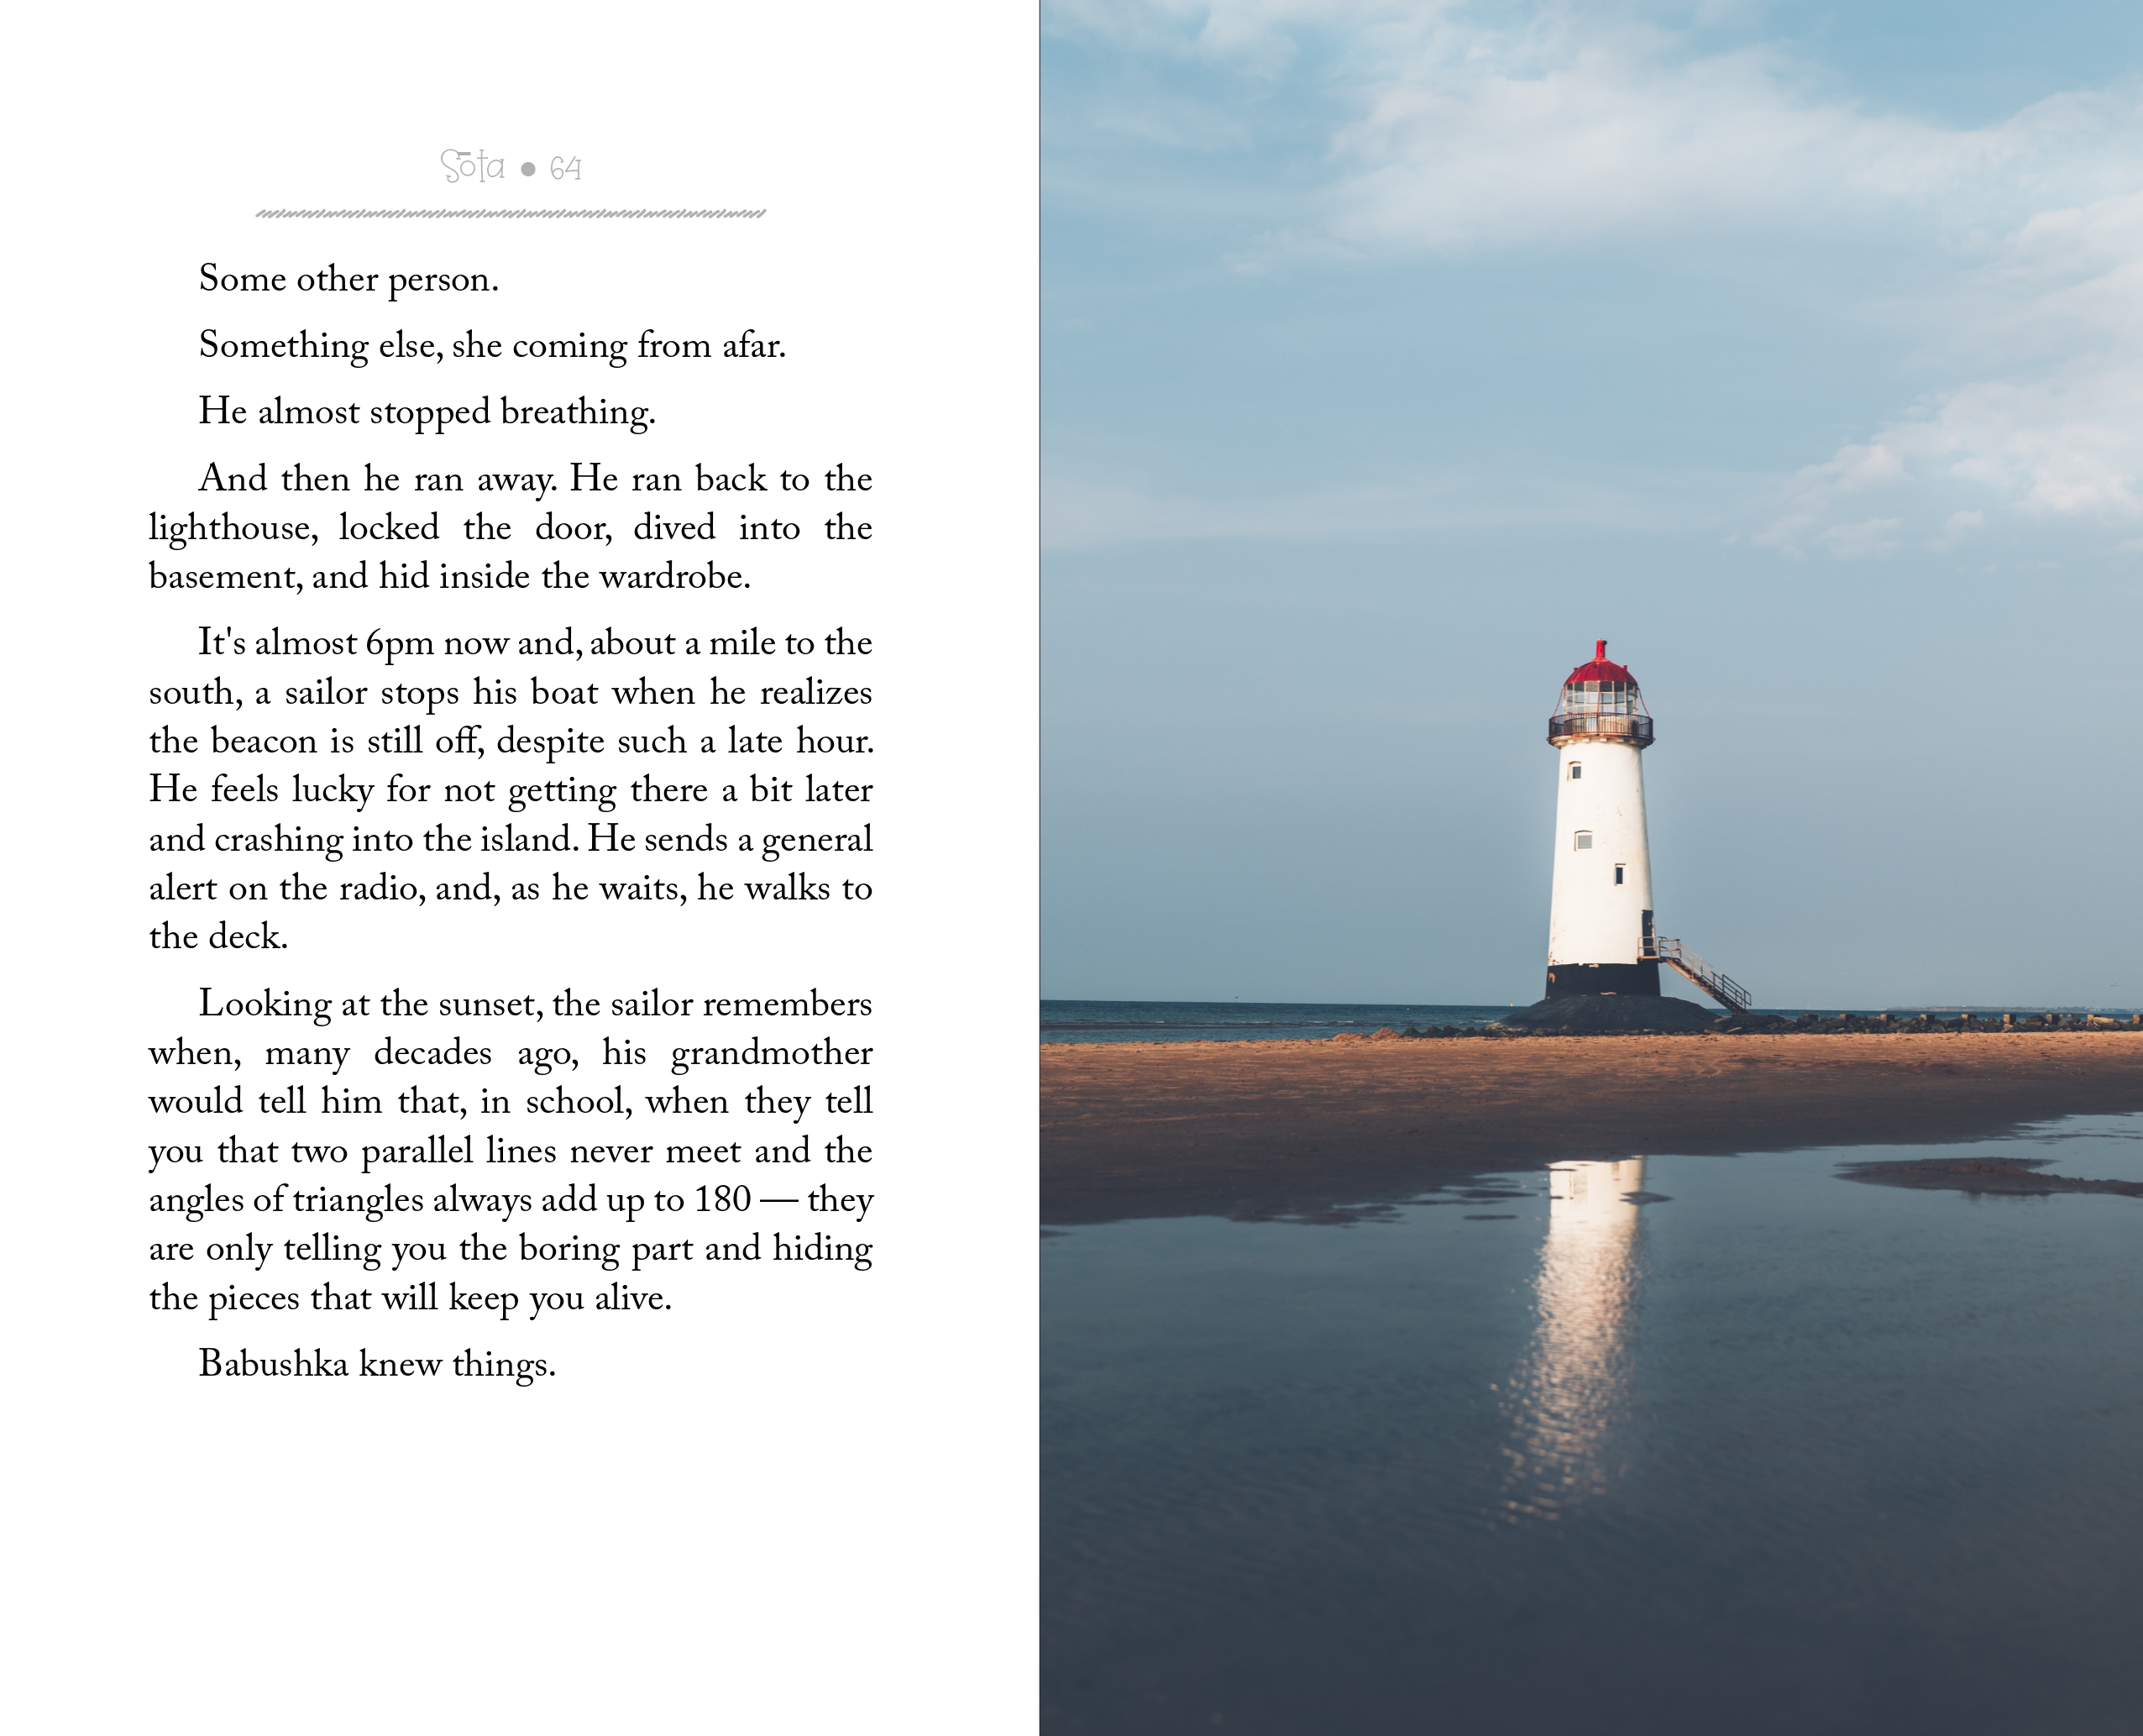 Sōta • 64
Some other person.
Something else, she coming from afar.
He almost stopped breathing.
And then he ran away. He ran back to the
lighthouse, locked the door, dived into the
basement, and hid inside the wardrobe.
It's almost 6pm now and, about a mile to the
south, a sailor stops his boat when he realizes
the beacon is still off, despite such a late hour.
He feels lucky for not getting there a bit later
and crashing into the island. He sends a general
alert on the radio, and, as he waits, he walks to
the deck.
Looking at the sunset, the sailor remembers
when, many decades ago, his grandmother
would tell him that, in school, when they tell
you that two parallel lines never meet and the
angles of triangles always add up to 180 — they
are only telling you the boring part and hiding
the pieces that will keep you alive.
Babushka knew things.